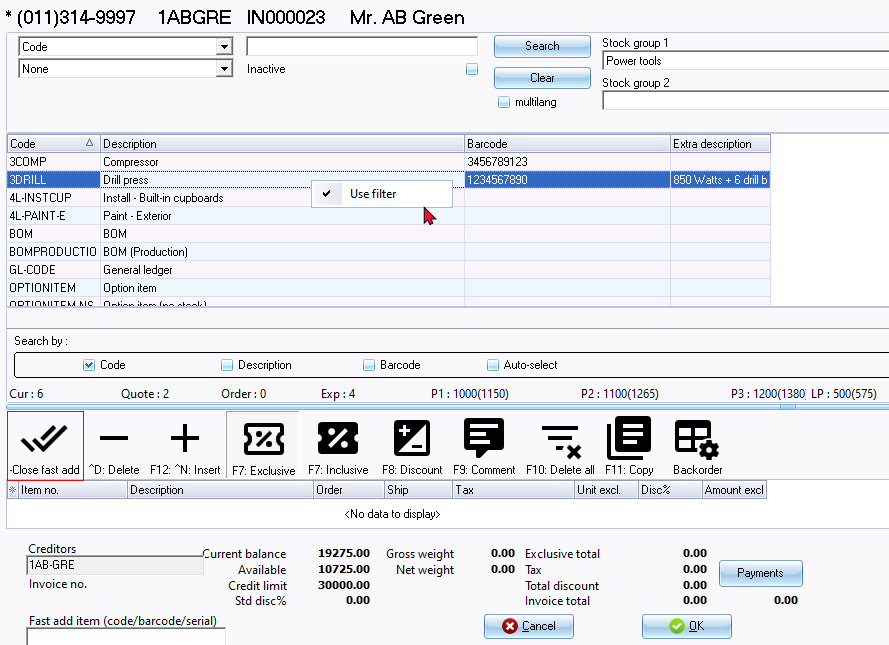 * (011)314-9997 1ABGRE IN000023 Mr. AB Green
Code Search Stock group 1
None Inactive Power tools
Clear Stock group 2
multilang
Code Description Barcode Extra description
3COMP Compressor 3456789123
3DRILL Drill press 1234567890 850 Watts + 6 drill b
Use filter
4L-INSTCUP Install - Built-in cupboards
4L-PAINT-E Paint - Exterior
BOM BOM
BOMPRODUCTIO BOM (Production)
GL-CODE General ledger
OPTIONITEM Option item
OPTIONITEM NS Option item (no stock)
Search by :
Code Description Barcode Auto-select
Cur : 6 Quote : 2 Order : 0 Exp : 4 P1 : 1000(1150) P2 : 1100(1265) P3 : 1200(1380) LP : 500(575)
-Close fast add ^D: Delete F12: ^N: Insert F7: Exclusive F7: Inclusive F8: Discount F9: Comment F10: Delete all F11: Copy Backorder
Item no. Description Order Ship Tax Unit excl. Disc% Amount excl
<No data to display>
Creditors Current balance 19275.00 Gross weight 0.00 Exclusive total 0.00
1AB-GRE Available 10725.00 Net weight 0.00 Tax 0.00 Payments
Invoice no. Credit limit 30000.00 Total discount 0.00
Std disc% 0.00 Invoice total 0.00 0.00
Fast add item (code/barcode/serial) Cancel OK